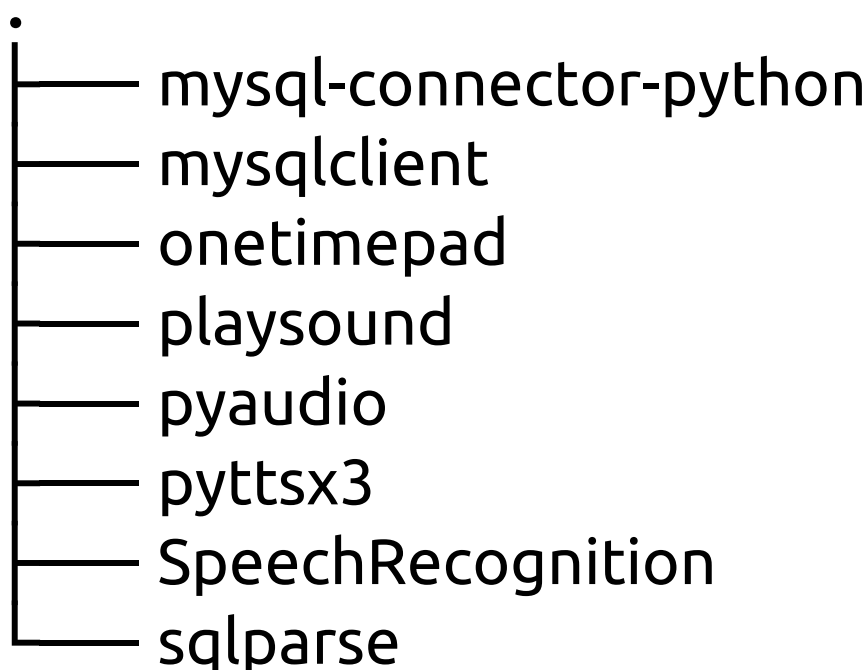 .
mysql-connector-python
mysqlclient
onetimepad
playsound
pyaudio
pyttsx3
SpeechRecognition
sqlparse